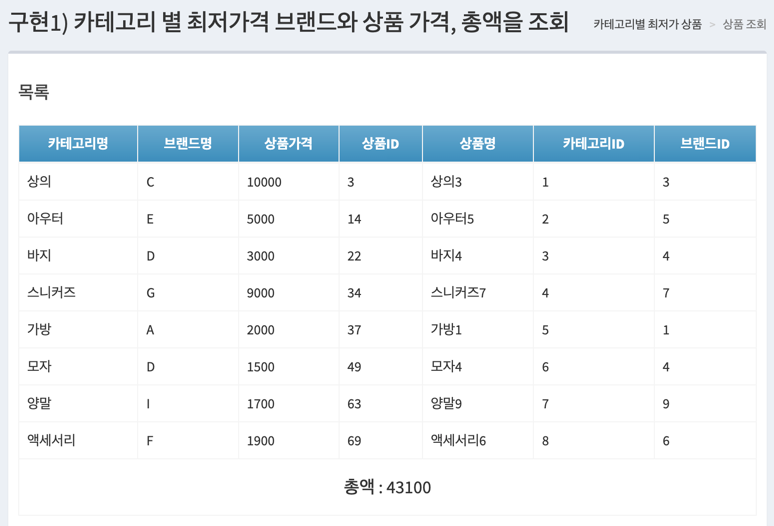 구현1) 카테고리 별 최저가격 브랜드와 상품 가격, 총액을 조회
카테고리별 최저가 상품 > 상품 조회
목록
카테고리명 브랜드명 상품가격 상품ID 상품명 카테고리ID 브랜드ID
상의 C 10000 3 상의3 1 3
아우터 E 5000 14 아우터5 2 5
바지 D 3000 22 바지4 3 4
스니커즈 G 9000 34 스니커즈7 4 7
가방 A 2000 37 가방1 5 1
모자 D 1500 49 모자4 6 4
양말 I 1700 63 양말9 7 9
액세서리 F 1900 69 액세서리6 8 6
총액 : 43100